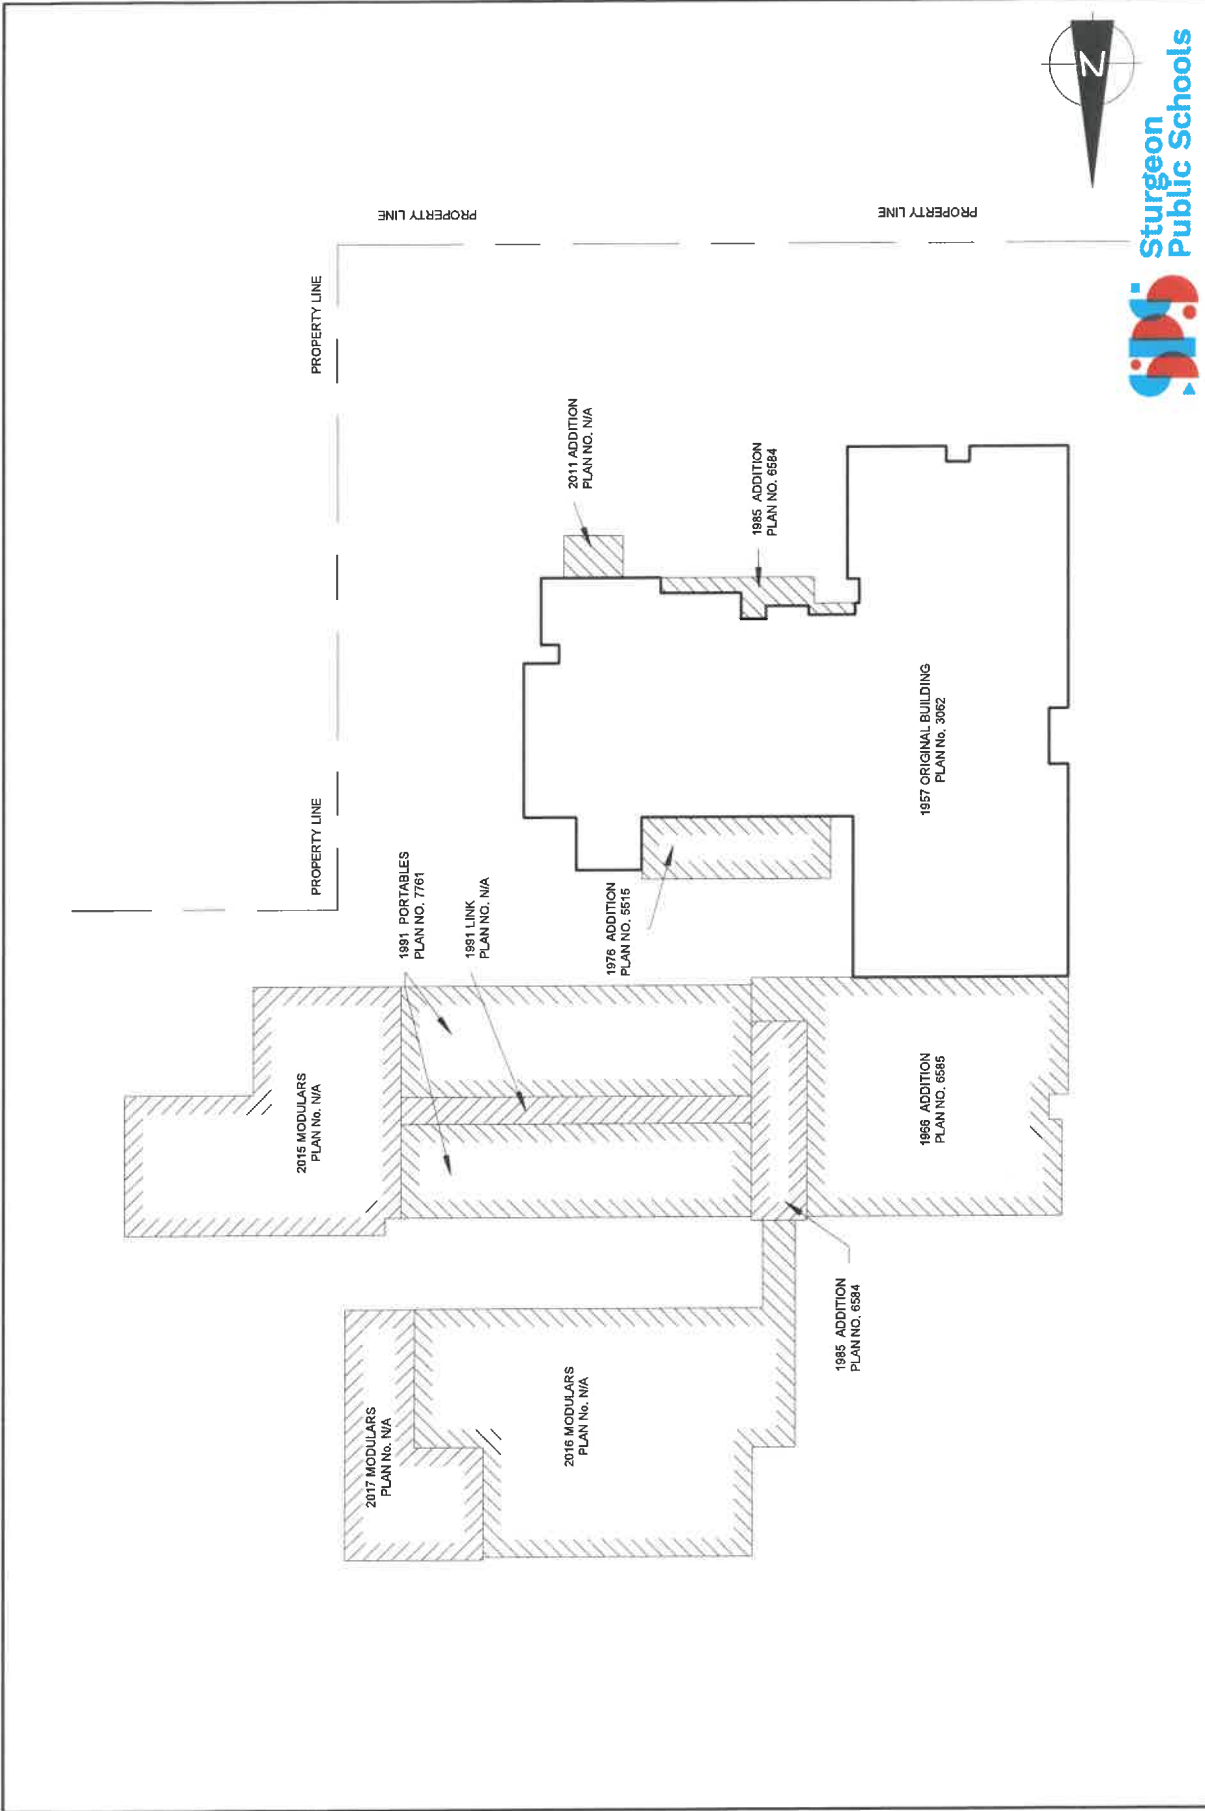 N
Sturgeon
Public Schools
PROPERTY LINE
PROPERTY LINE
PROPERTY LINE
PROPERTY LINE
2011 ADDITION
PLAN NO. N/A
1985 ADDITION
PLAN NO. 6584
1957 ORIGINAL BUILDING
PLAN No. 3062
1976 ADDITION
PLAN NO. 5515
1991 PORTABLES
PLAN NO. 7761
1991 LINK
PLAN NO. N/A
2015 MODULARS
PLAN No. N/A
1966 ADDITION
PLAN NO. 6585
1985 ADDITION
PLAN NO. 6584
2016 MODULARS
PLAN No. N/A
2017 MODULARS
PLAN No. N/A